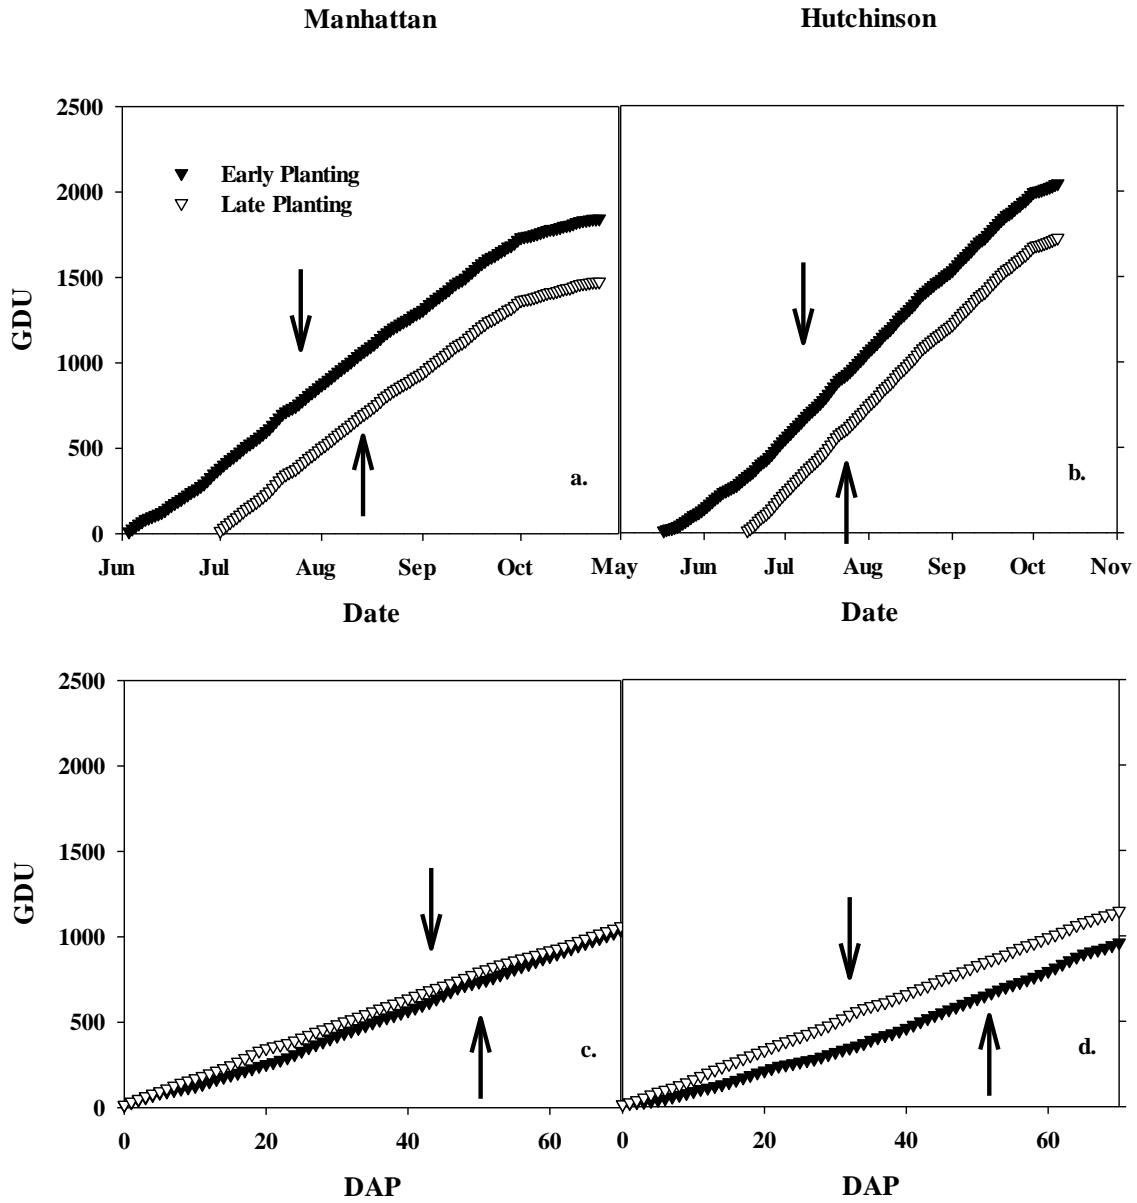 Manhattan Hutchinson
2500
2000
1500
1000
500
0
GDU
Early Planting
Late Planting
a.
b.
Jun Jul Aug Sep Oct May Jun Jul Aug Sep Oct Nov
Date Date
2500
2000
1500
1000
500
0
GDU
c.
d.
0 20 40 60 0 20 40 60
DAP DAP